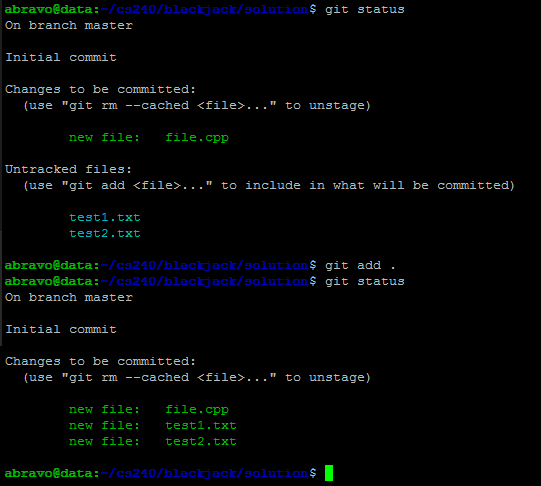 abravo@data:~/cs240/blackjack/solution$ git status
On branch master
Initial commit
Changes to be committed:
(use "git rm --cached <file>..." to unstage)
new file: file.cpp
Untracked files:
(use "git add <file>..." to include in what will be committed)
test1.txt
test2.txt
abravo@data:~/cs240/blackjack/solution$ git add .
abravo@data:~/cs240/blackjack/solution$ git status
On branch master
Initial commit
Changes to be committed:
(use "git rm --cached <file>..." to unstage)
new file: file.cpp
new file: test1.txt
new file: test2.txt
abravo@data:~/cs240/blackjack/solution$